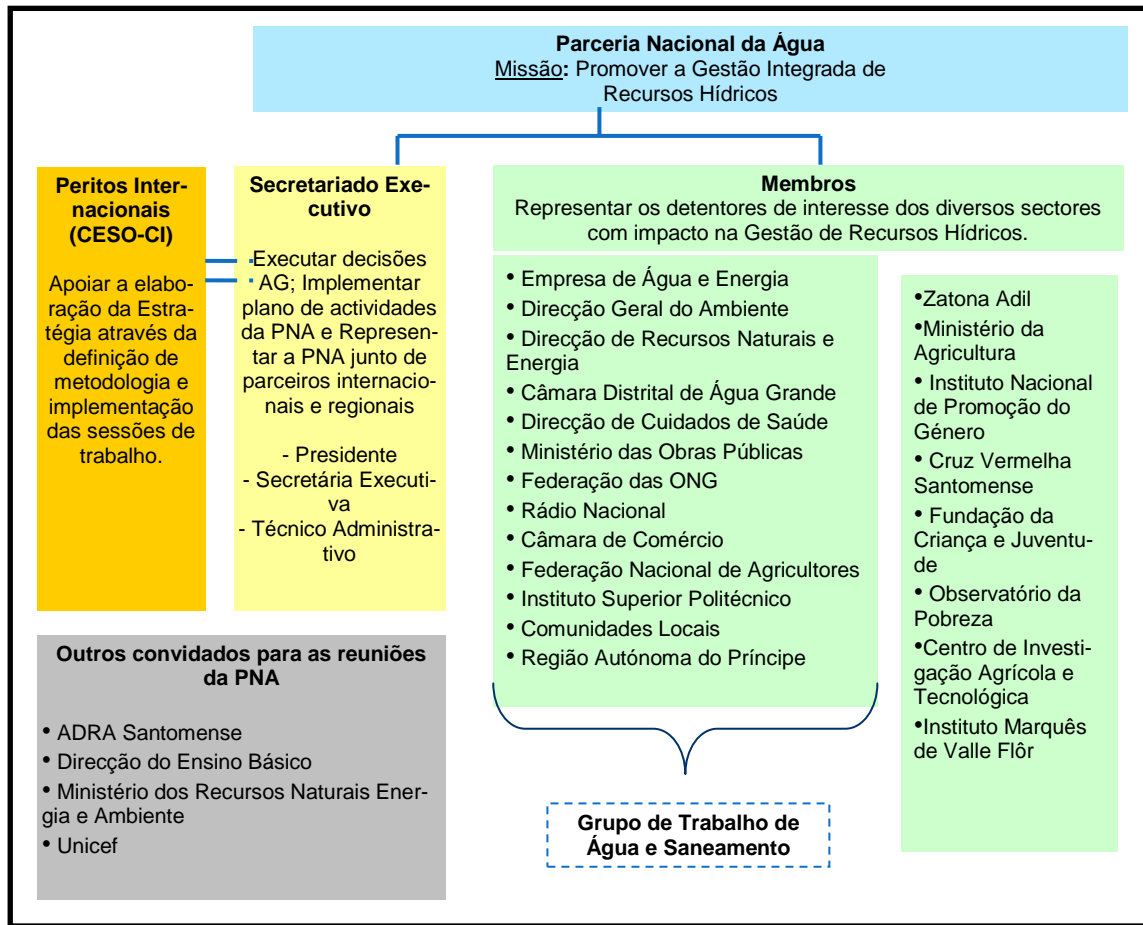 Parceria Nacional da Água
Missão: Promover a Gestão Integrada de
Recursos Hídricos
Peritos Inter-
nacionais
(CESO-CI)
Apoiar a elabo-
ração da Estra-
tégia através da
definição de
metodologia e
implementação
das sessões de
trabalho.
Secretariado Exe-
cutivo
Executar decisões
AG; Implementar
plano de actividades
da PNA e Represen-
tar a PNA junto de
parceiros internacio-
nais e regionais
- Presidente
- Secretária Executi-
va
- Técnico Administra-
tivo
Membros
Representar os detentores de interesse dos diversos sectores
com impacto na Gestão de Recursos Hídricos.
• Empresa de Água e Energia
• Direcção Geral do Ambiente
• Direcção de Recursos Naturais e
Energia
• Câmara Distrital de Água Grande
• Direcção de Cuidados de Saúde
• Ministério das Obras Públicas
• Federação das ONG
• Rádio Nacional
• Câmara de Comércio
• Federação Nacional de Agricultores
• Instituto Superior Politécnico
• Comunidades Locais
• Região Autónoma do Príncipe
•Zatona Adil
•Ministério da
Agricultura
• Instituto Nacional
de Promoção do
Género
• Cruz Vermelha
Santomense
• Fundação da
Criança e Juventu-
de
• Observatório da
Pobreza
•Centro de Investi-
gação Agrícola e
Tecnológica
•Instituto Marquês
de Valle Flôr
Outros convidados para as reuniões
da PNA
• ADRA Santomense
• Direcção do Ensino Básico
• Ministério dos Recursos Naturais Ener-
gia e Ambiente
• Unicef
Grupo de Trabalho de
Água e Saneamento